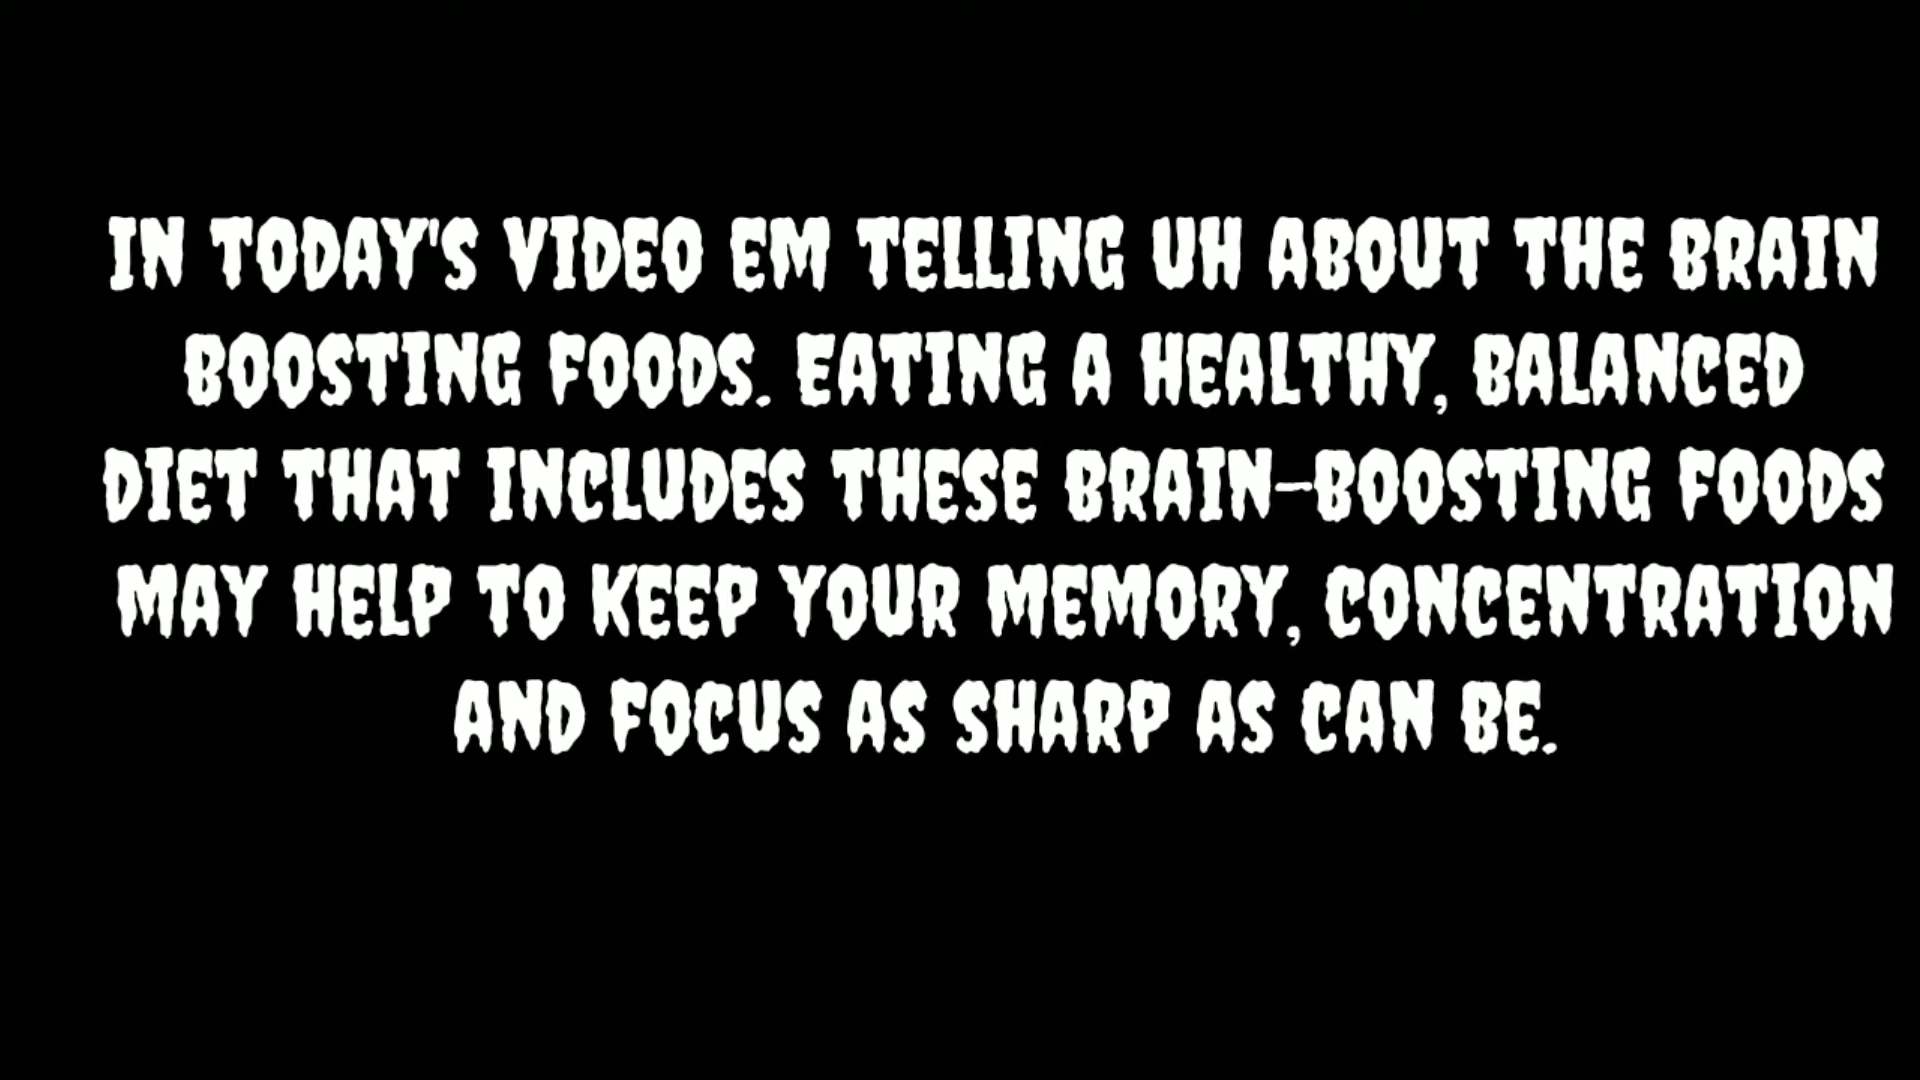 IN TODAY'S VIDEO EM TELLING UH ABOUT THE BRAIN
BOOSTING FOODS. EATING A HEALTHY, BALANCED
DIET THAT INCLUDES THESE BRAIN-BOOSTING FOODS
MAY HELP TO KEEP YOUR MEMORY, CONCENTRATION
AND FOCUS AS SHARP AS CAN BE.